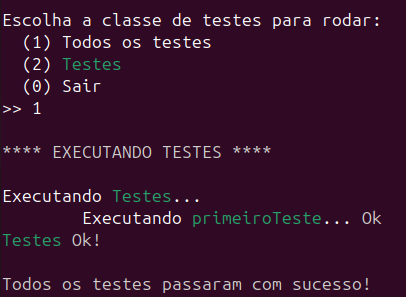 Escolha a classe de testes para rodar:
(1) Todos os testes
(2) Testes
(0) Sair
>> 1
**** EXECUTANDO TESTES ****
Executando Testes...
Executando primeiroTeste... Ok
Testes Ok!
Todos os testes passaram com sucesso!